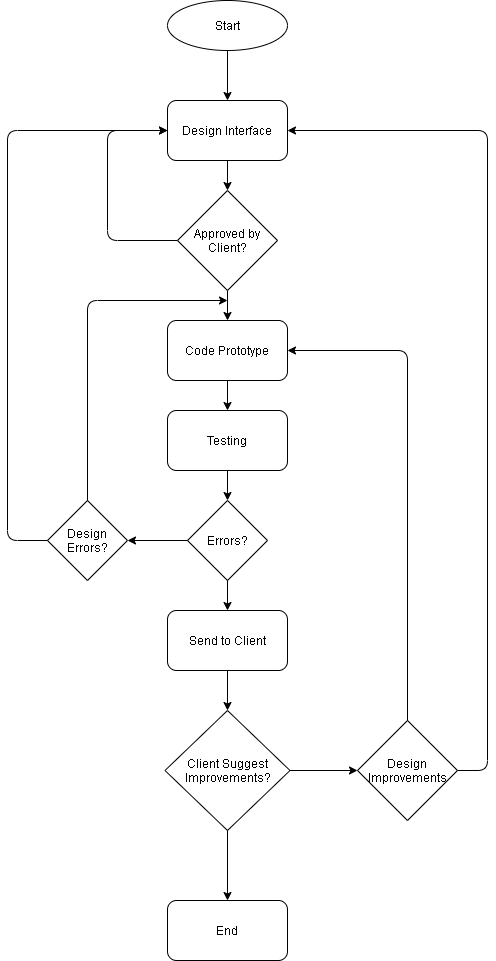 Start
Design Interface
Approved by
Client?
Code Prototype
Testing
Design
Errors?
Errors?
Send to Client
Client Suggest
Improvements?
Design
Improvements
End